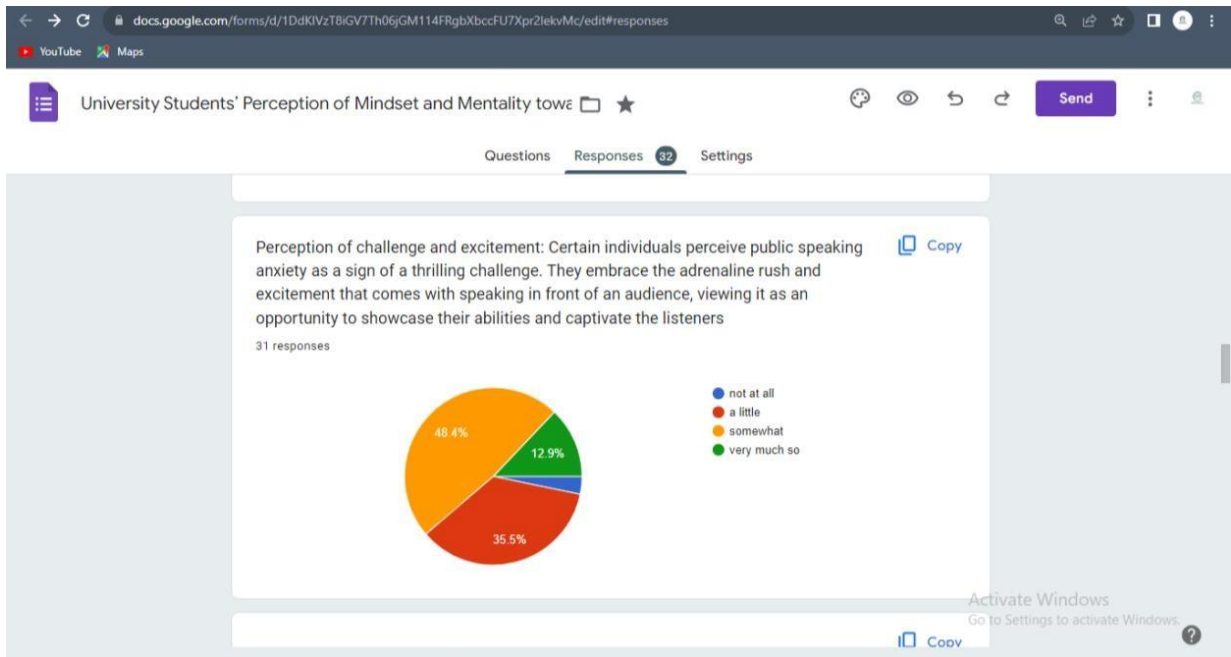 docs.google.com/forms/d/1DdKlVzT8iGV7Th06jGM114FRgbXbccFU7Xpr2lekvMc/edit#responses
YouTube Maps
University Students' Perception of Mindset and Mentality towa
Send
Questions Responses 32 Settings
Perception of challenge and excitement: Certain individuals perceive public speaking
anxiety as a sign of a thrilling challenge. They embrace the adrenaline rush and
excitement that comes with speaking in front of an audience, viewing it as an
opportunity to showcase their abilities and captivate the listeners
Copy
31 responses
48.4%
12.9%
35.5%
not at all
a little
somewhat
very much so
Activate Windows
Go to Settings to activate Windows.
Copy